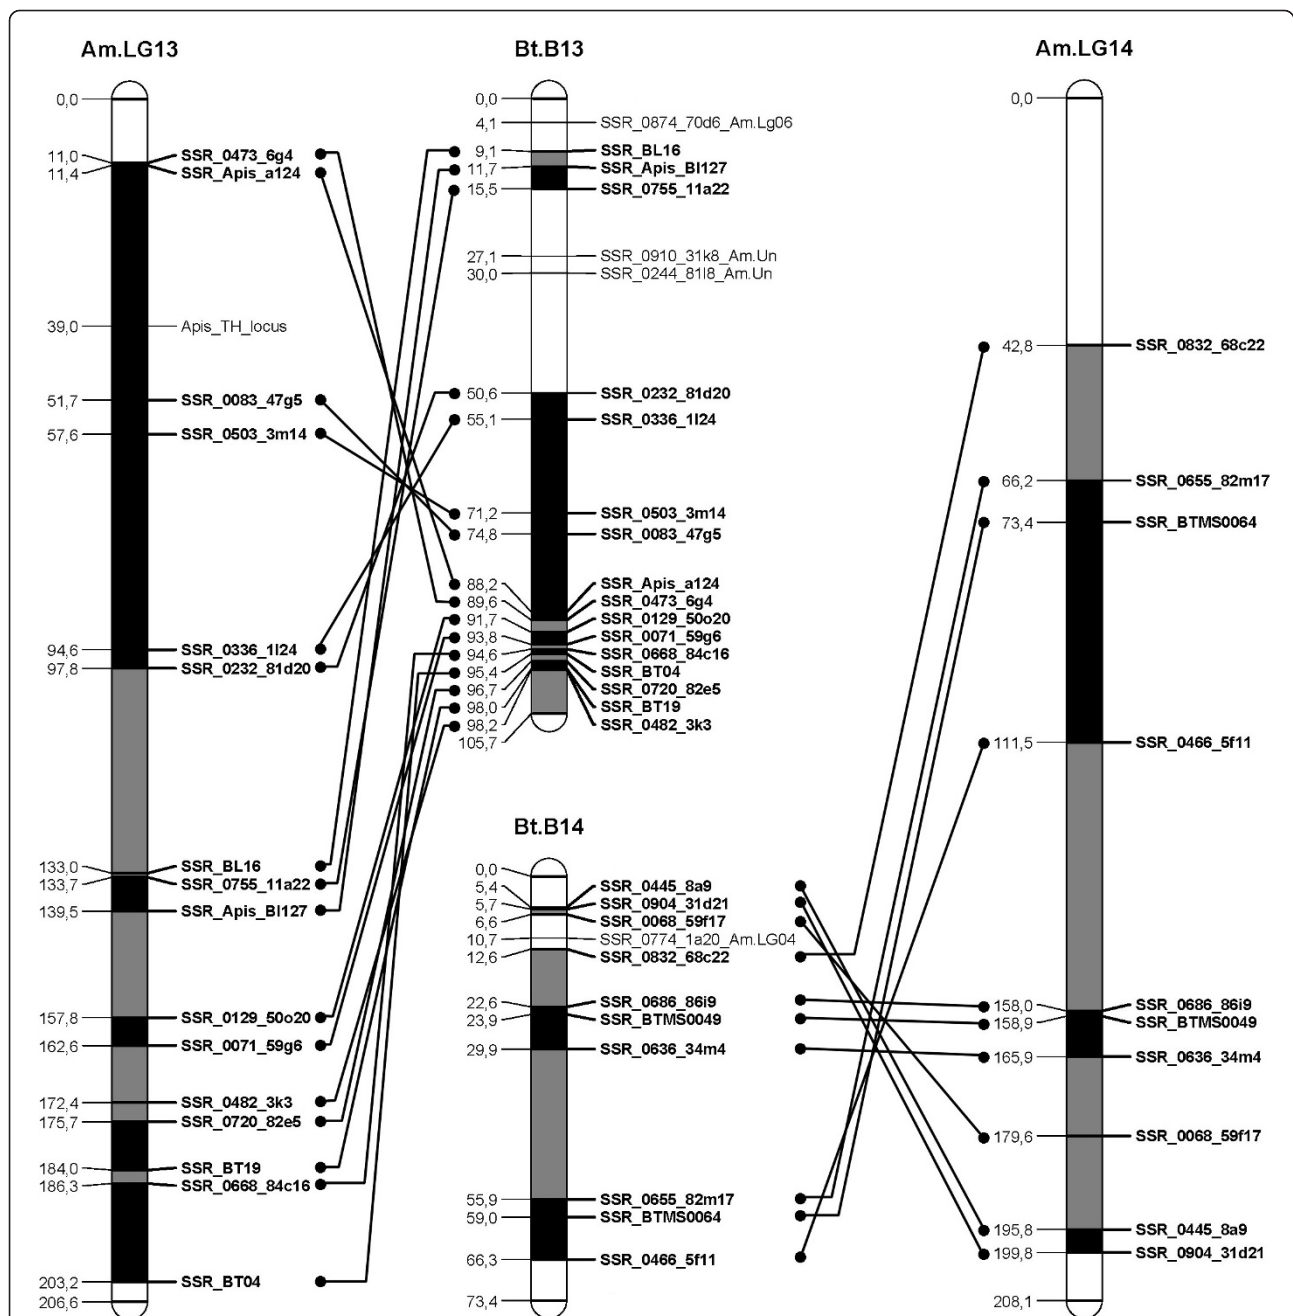 Am.LG13
0,0
11,0 SSR_0473_6g4
11,4 SSR_Apis_a124
39,0 Apis_TH_locus
51,7 SSR_0083_47g5
57,6 SSR_0503_3m14
94,6 SSR_0336_1l24
97,8 SSR_0232_81d20
133,0 SSR_BL16
133,7 SSR_0755_11a22
139,5 SSR_Apis_Bl127
157,8 SSR_0129_50o20
162,6 SSR_0071_59g6
172,4 SSR_0482_3k3
175,7 SSR_0720_82e5
184,0 SSR_BT19
186,3 SSR_0668_84c16
203,2 SSR_BT04
206,6
Bt.B13
0,0
4,1 SSR_0874_70d6_Am.Lg06
9,1 SSR_BL16
11,7 SSR_Apis_Bl127
15,5 SSR_0755_11a22
27,1 SSR_0910_31k8_Am.Un
30,0 SSR_0244_81l8_Am.Un
50,6 SSR_0232_81d20
55,1 SSR_0336_1l24
71,2 SSR_0503_3m14
74,8 SSR_0083_47g5
88,2 SSR_Apis_a124
89,6 SSR_0473_6g4
91,7 SSR_0129_50o20
93,8 SSR_0071_59g6
94,6 SSR_0668_84c16
95,4 SSR_BT04
96,7 SSR_0720_82e5
98,0 SSR_BT19
98,2 SSR_0482_3k3
105,7
Bt.B14
0,0
5,4 SSR_0445_8a9
5,7 SSR_0904_31d21
6,6 SSR_0068_59f17
10,7 SSR_0774_1a20_Am.LG04
12,6 SSR_0832_68c22
22,6 SSR_0686_86i9
23,9 SSR_BTMS0049
29,9 SSR_0636_34m4
55,9 SSR_0655_82m17
59,0 SSR_BTMS0064
66,3 SSR_0466_5f11
73,4
Am.LG14
0,0
42,8 SSR_0832_68c22
66,2 SSR_0655_82m17
73,4 SSR_BTMS0064
111,5 SSR_0466_5f11
158,0 SSR_0686_86i9
158,9 SSR_BTMS0049
165,9 SSR_0636_34m4
179,6 SSR_0068_59f17
195,8 SSR_0445_8a9
199,8 SSR_0904_31d21
208,1